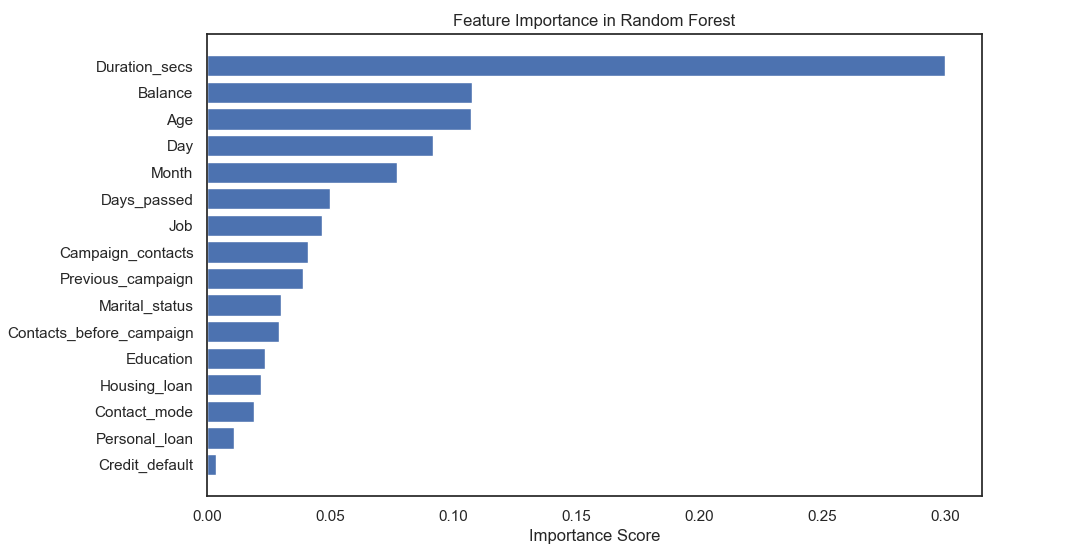 Feature Importance in Random Forest
Duration_secs
Balance
Age
Day
Month
Days_passed
Job
Campaign_contacts
Previous_campaign
Marital_status
Contacts_before_campaign
Education
Housing_loan
Contact_mode
Personal_loan
Credit_default
0.00 0.05 0.10 0.15 0.20 0.25 0.30
Importance Score